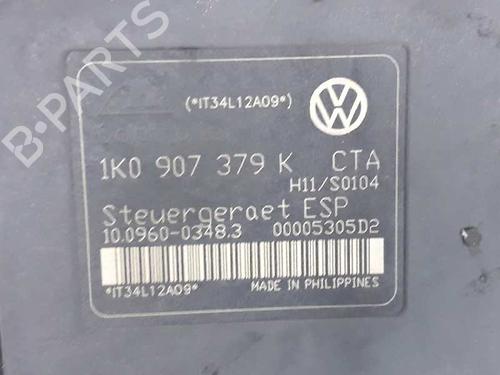 B-PARTS
(*IT34L12A09*)
1K0 907 379 K CTA
H11/S0104
Steuergeraet ESP
10.0960-0348.3 00005305D2
*IT34L12A09*
MADE IN PHILIPPINES